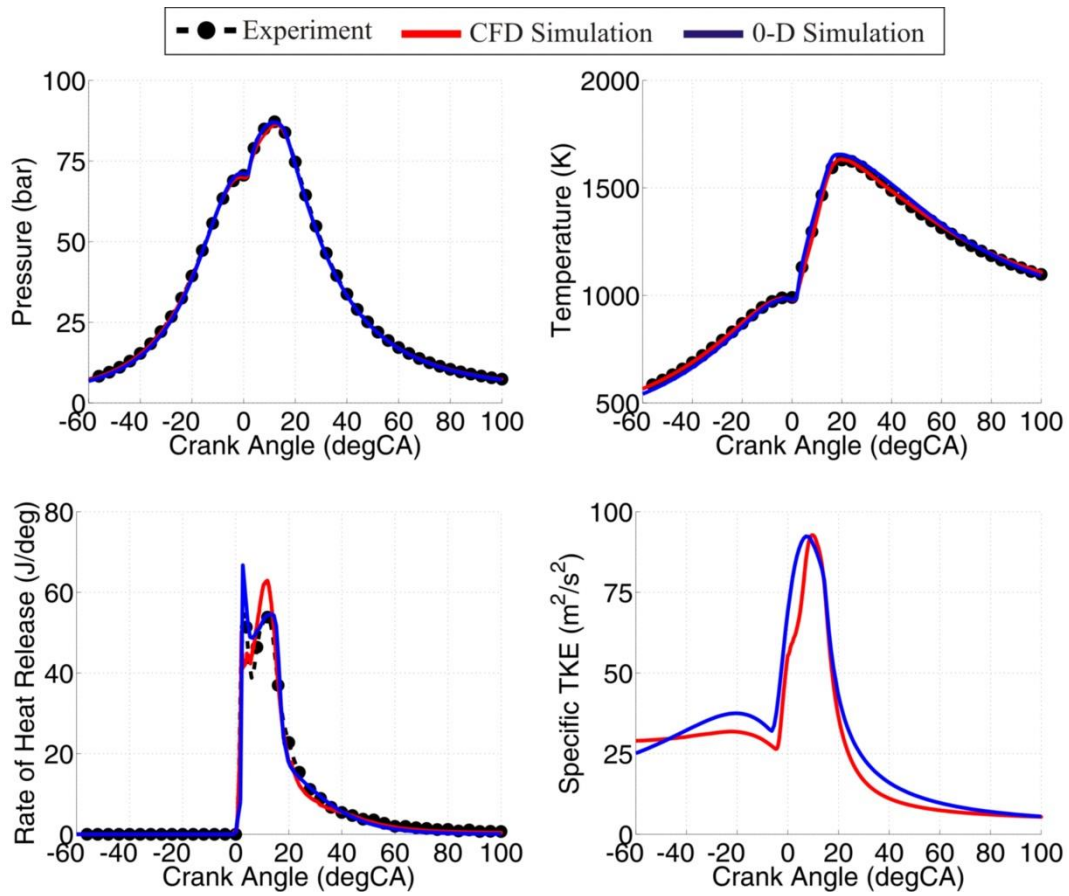 Experiment CFD Simulation 0-D Simulation
100
75
50
25
0
Pressure (bar)
-60 -40 -20 0 20 40 60 80 100
Crank Angle (degCA)
2000
1500
1000
500
Temperature (K)
-60 -40 -20 0 20 40 60 80 100
Crank Angle (degCA)
80
60
40
20
0
Rate of Heat Release (J/deg)
-60 -40 -20 0 20 40 60 80 100
Crank Angle (degCA)
100
75
50
25
0
Specific TKE (m²/s²)
-60 -40 -20 0 20 40 60 80 100
Crank Angle (degCA)